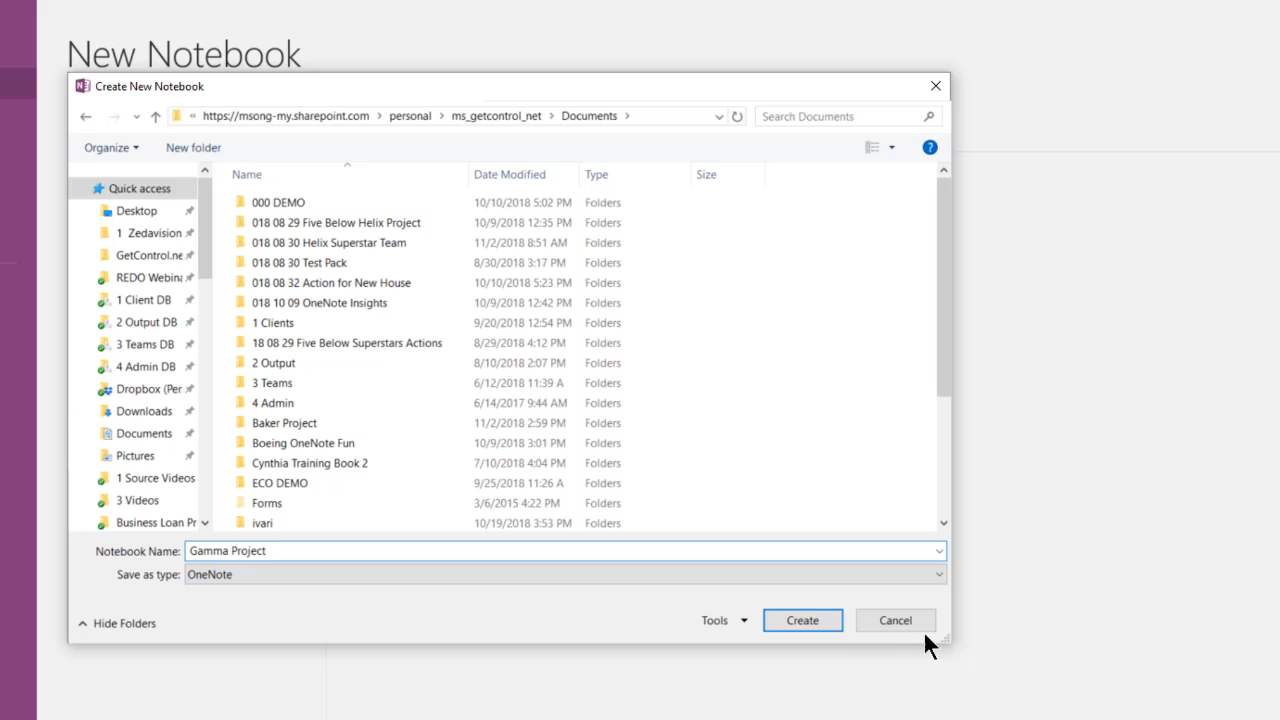 New Notebook
Create New Notebook
« https://msong-my.sharepoint.com > personal > ms_getcontrol_net > Documents >
Search Documents
Organize
New folder
Name Date Modified Type Size
Quick access
Desktop
1 Zedavision
GetControl.ne
REDO Webina
1 Client DB
2 Output DB
3 Teams DB
4 Admin DB
Dropbox (Per
Downloads
Documents
Pictures
1 Source Videos
3 Videos
Business Loan Pr
000 DEMO 10/10/2018 5:02 PM Folders
018 08 29 Five Below Helix Project 10/9/2018 12:35 PM Folders
018 08 30 Helix Superstar Team 11/2/2018 8:51 AM Folders
018 08 30 Test Pack 8/30/2018 3:17 PM Folders
018 08 32 Action for New House 10/10/2018 5:23 PM Folders
018 10 09 OneNote Insights 10/9/2018 12:42 PM Folders
1 Clients 9/20/2018 12:54 PM Folders
18 08 29 Five Below Superstars Actions 8/29/2018 4:12 PM Folders
2 Output 8/10/2018 2:07 PM Folders
3 Teams 6/12/2018 11:39 A Folders
4 Admin 6/14/2017 9:44 AM Folders
Baker Project 11/2/2018 2:59 PM Folders
Boeing OneNote Fun 10/9/2018 3:01 PM Folders
Cynthia Training Book 2 7/10/2018 4:04 PM Folders
ECO DEMO 9/25/2018 11:26 A Folders
Forms 3/6/2015 4:22 PM Folders
ivari 10/19/2018 3:53 PM Folders
Notebook Name: Gamma Project
Save as type: OneNote
Hide Folders
Tools
Create
Cancel